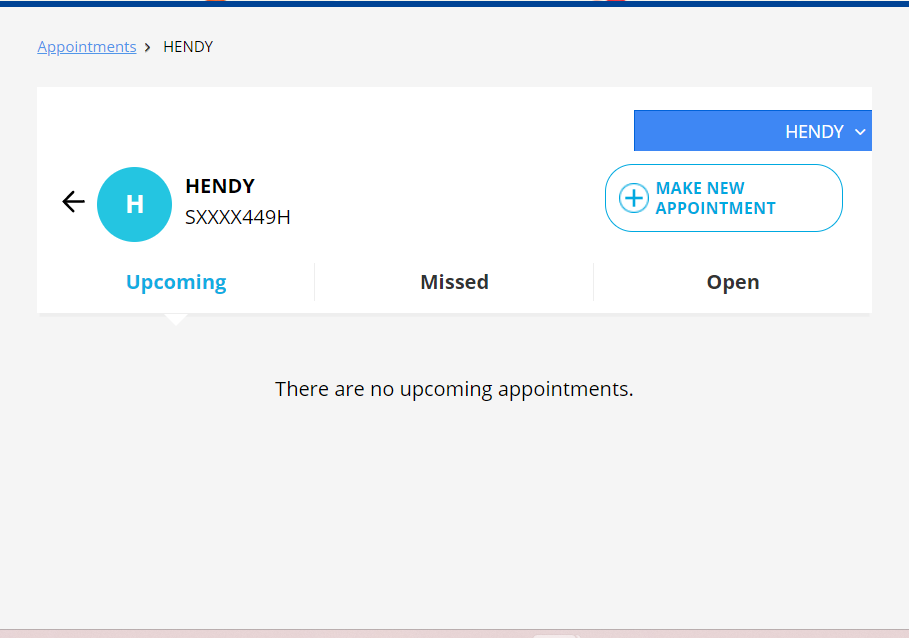 Appointments > HENDY
HENDY
H
HENDY
SXXXX449H
MAKE NEW
APPOINTMENT
Upcoming Missed Open
There are no upcoming appointments.